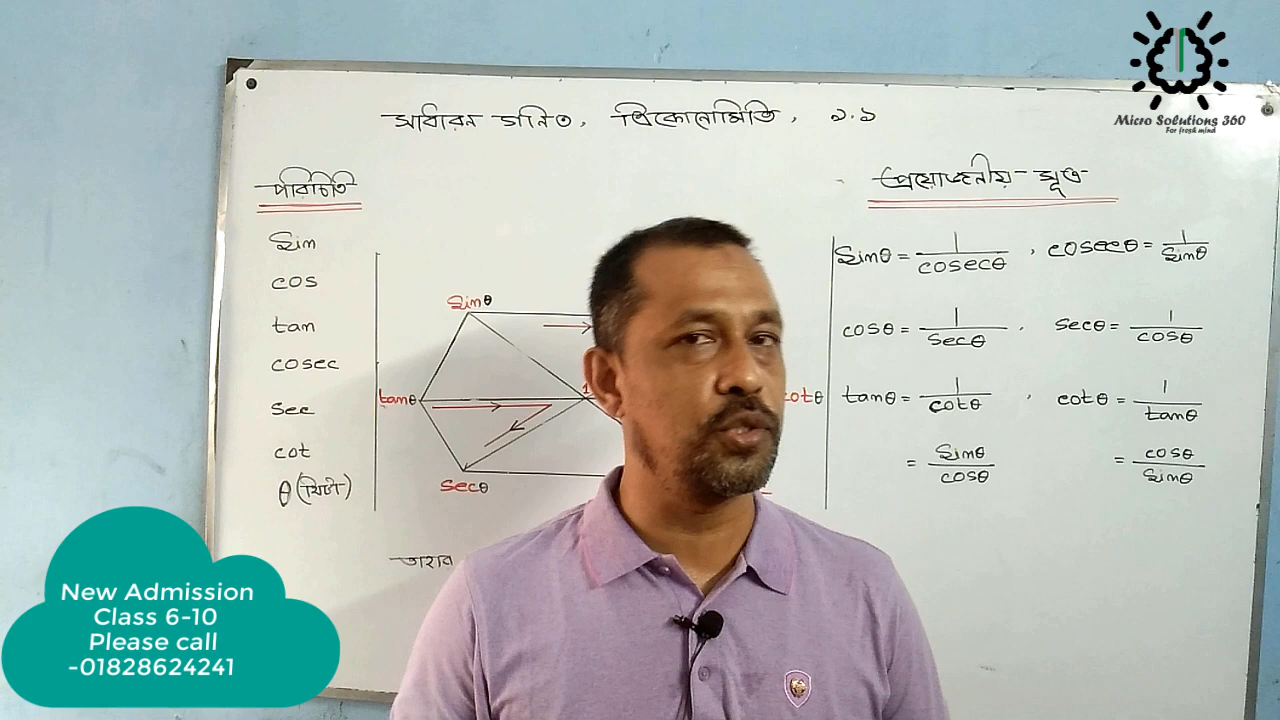 সাধারন গনিত, ত্রিকোনোমিতি, ৯.১
পরিচিতি
sin
cos
tan
cosec
sec
cot
θ (থিটা)
sinθ
tanθ
1
cotθ
secθ
তাহার
প্রয়োজনীয় সূত্র
sinθ = 1/cosecθ , cosecθ = 1/sinθ
cosθ = 1/secθ , secθ = 1/cosθ
tanθ = 1/cotθ , cotθ = 1/tanθ
= sinθ/cosθ = cosθ/sinθ
Micro Solutions 360
For fresh mind
New Admission
Class 6-10
Please call
-01828624241